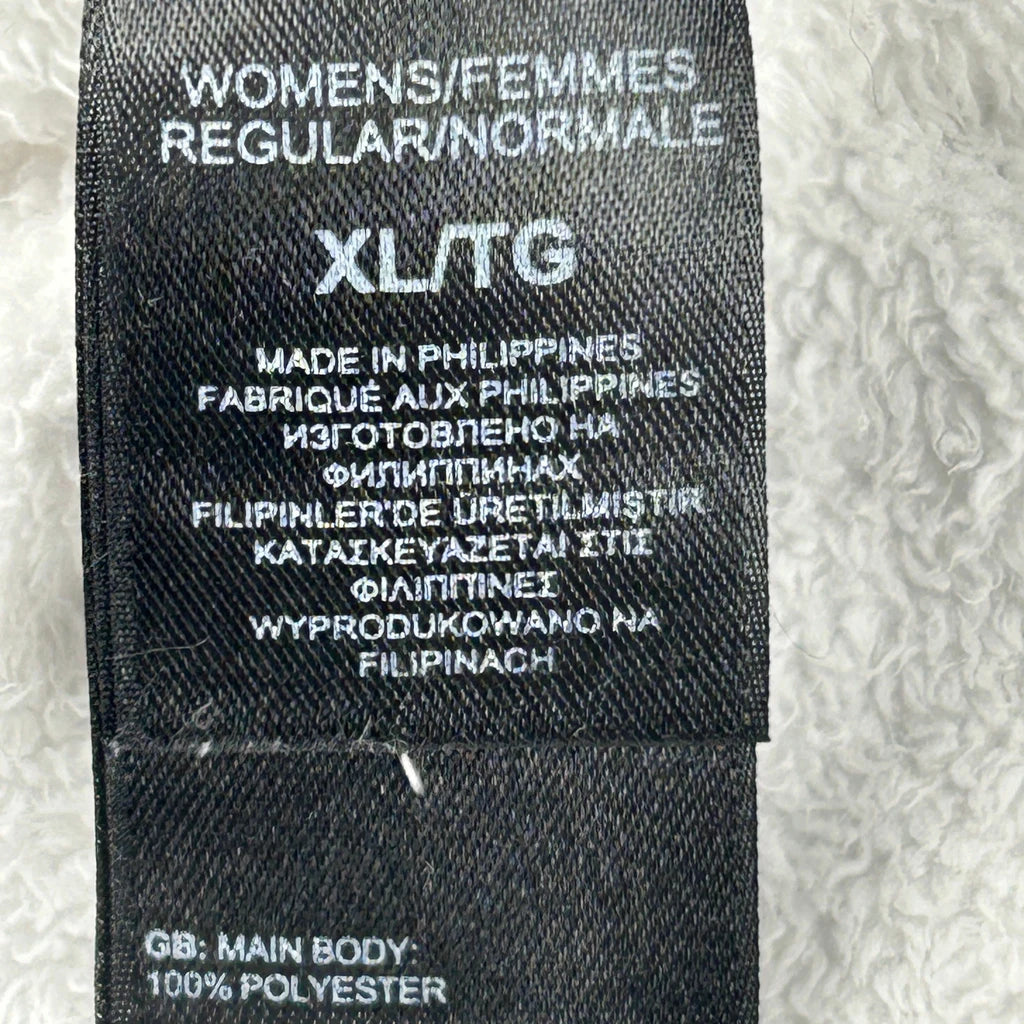 WOMENS/FEMMES
REGULAR/NORMALE
XL/TG
MADE IN PHILIPPINES
FABRIQUÉ AUX PHILIPPINES
ИЗГОТОВЛЕНО НА
ФИЛИППИНАХ
FILIPINLER'DE ÜRETILMIŞTIR
ΚΑΤΑΣΚΕΥΑΖΕΤΑΙ ΣΤΙΣ
ΦΙΛΙΠΠΙΝΕΣ
WYPRODUKOWANO NA
FILIPINACH
GB: MAIN BODY:
100% POLYESTER